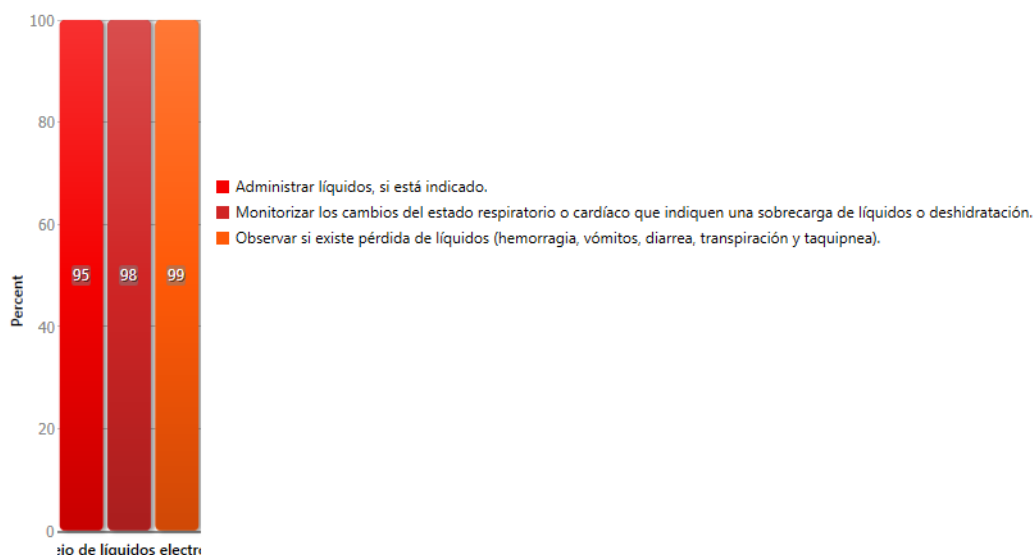 100
80
60
40
20
0
Percent
95
98
99
de líquidos
Administrar líquidos, si está indicado.
Monitorizar los cambios del estado respiratorio o cardíaco que indiquen una sobrecarga de líquidos o deshidratación.
Observar si existe pérdida de líquidos (hemorragia, vómitos, diarrea, transpiración y taquipnea).